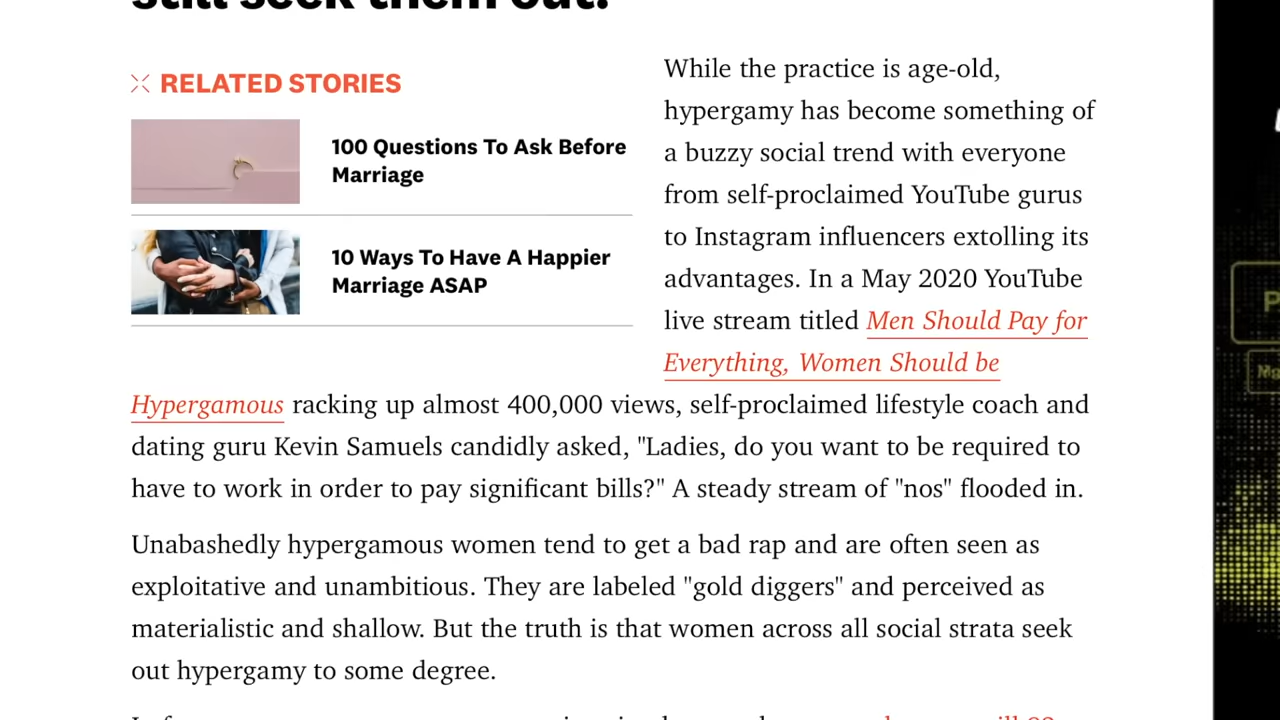 still seek them out.
RELATED STORIES
100 Questions To Ask Before
Marriage
10 Ways To Have A Happier
Marriage ASAP
While the practice is age-old,
hypergamy has become something of
a buzzy social trend with everyone
from self-proclaimed YouTube gurus
to Instagram influencers extolling its
advantages. In a May 2020 YouTube
live stream titled Men Should Pay for
Everything, Women Should be
Hypergamous racking up almost 400,000 views, self-proclaimed lifestyle coach and
dating guru Kevin Samuels candidly asked, "Ladies, do you want to be required to
have to work in order to pay significant bills?" A steady stream of "nos" flooded in.
Unabashedly hypergamous women tend to get a bad rap and are often seen as
exploitative and unambitious. They are labeled "gold diggers" and perceived as
materialistic and shallow. But the truth is that women across all social strata seek
out hypergamy to some degree.